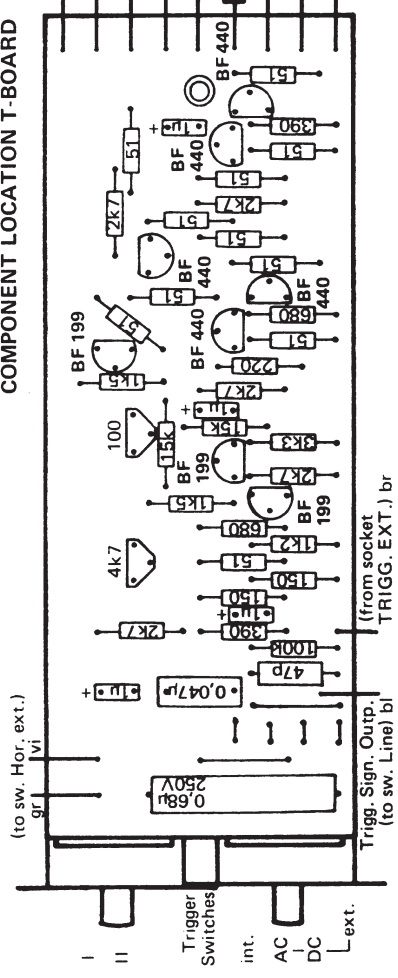 COMPONENT LOCATION T-BOARD
BF 440
51
390
1µ
+
BF
440
51
51
51
2k7
2k7
51
51
BF
440
51
51
BF
440
BF 440
680
51
51
BF 199
220
1k5
2k7
+
1µ
15k
100
15k
3k3
BF
199
2k7
1k5
BF
199
680
1k2
4k7
51
150
150
+
1µ
2k7
390
100k
47p
(from socket
TRIGG. EXT.) br
+
1µ
0,047µ
(to sw. Hor. ext.)
vi
gr
Trigg. Sign. Outp.
(to sw. Line) bl
0,68µ
250V
I
II
Trigger
Switches
int.
AC
I
DC
ext.